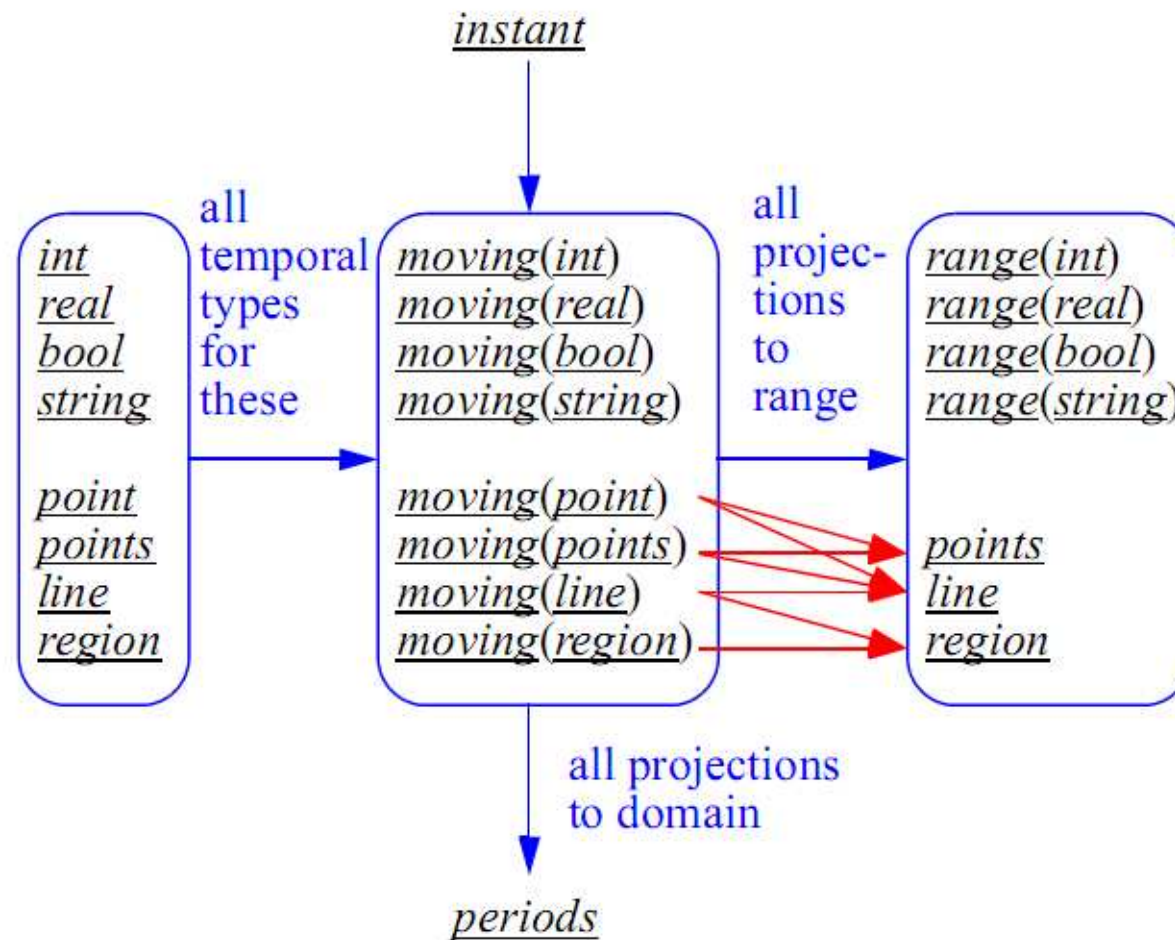 instant
int
real
bool
string
point
points
line
region
all
temporal
types
for
these
moving(int)
moving(real)
moving(bool)
moving(string)
moving(point)
moving(points)
moving(line)
moving(region)
all
projec-
tions
to
range
range(int)
range(real)
range(bool)
range(string)
points
line
region
all projections
to domain
periods